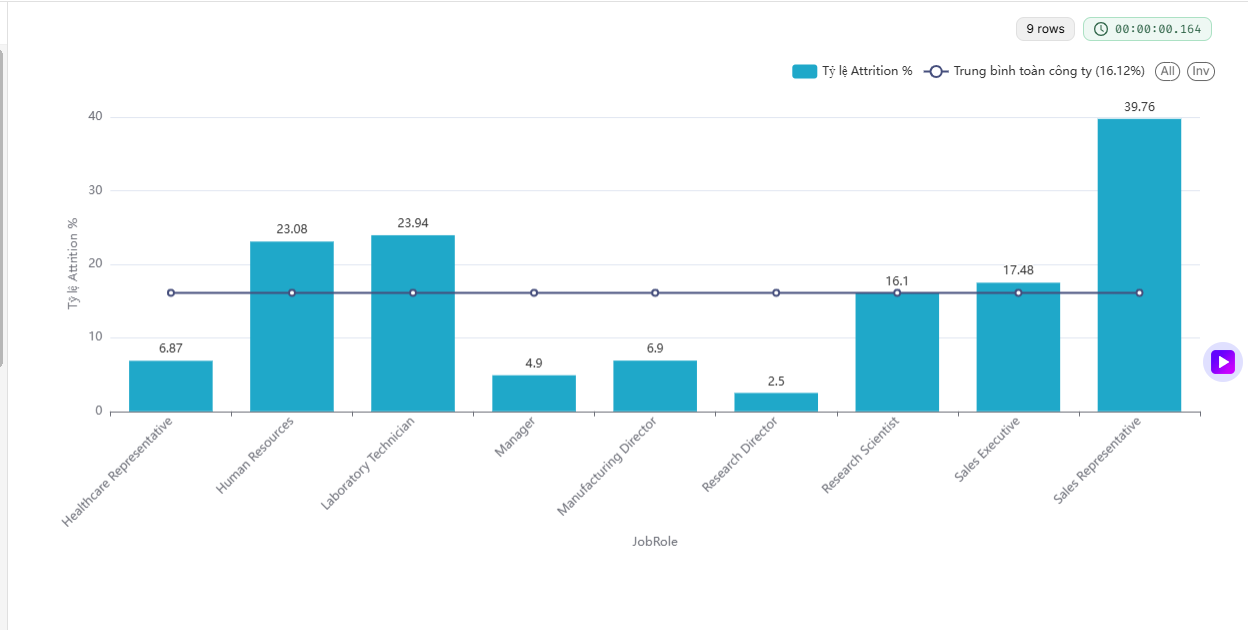 9 rows 00:00:00.164
Tỷ lệ Attrition % Trung bình toàn công ty (16.12%) All Inv
Tỷ lệ Attrition %
40
30
20
10
0
6.87
23.08
23.94
4.9
6.9
2.5
16.1
17.48
39.76
Healthcare Representative
Human Resources
Laboratory Technician
Manager
Manufacturing Director
Research Director
Research Scientist
Sales Executive
Sales Representative
JobRole